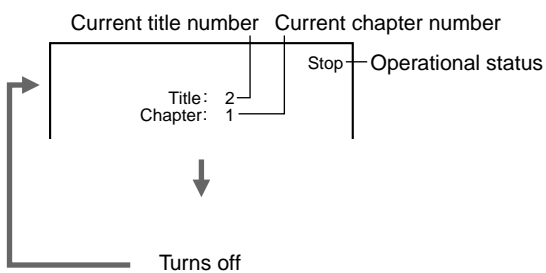 Current title number Current chapter number
Stop Operational status
Title: 2
Chapter: 1
Turns off